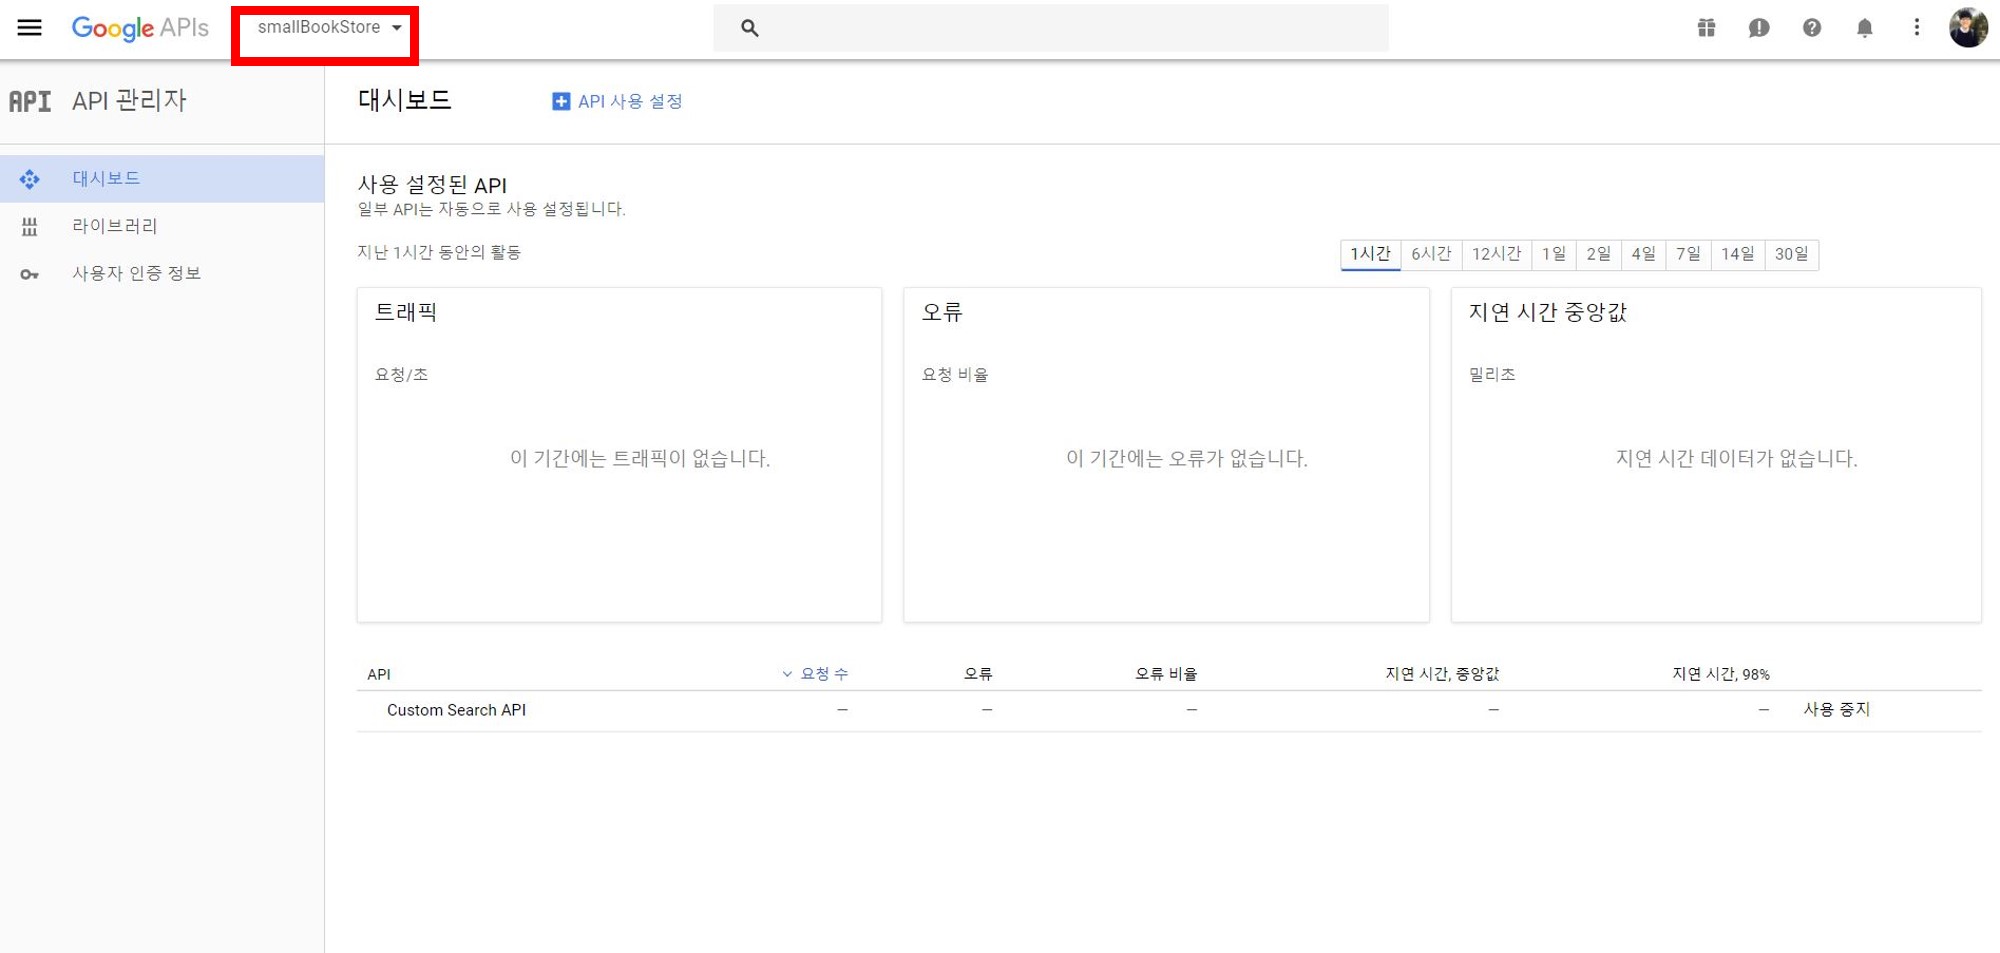 Google APIs smallBookStore
API API 관리자
대시보드 API 사용 설정
대시보드
라이브러리
사용자 인증 정보
사용 설정된 API
일부 API는 자동으로 사용 설정됩니다.
지난 1시간 동안의 활동
1시간 6시간 12시간 1일 2일 4일 7일 14일 30일
트래픽
요청/초
이 기간에는 트래픽이 없습니다.
오류
요청 비율
이 기간에는 오류가 없습니다.
지연 시간 중앙값
밀리초
지연 시간 데이터가 없습니다.
API 요청 수 오류 오류 비율 지연 시간, 중앙값 지연 시간, 98%
Custom Search API – – – – – 사용 중지